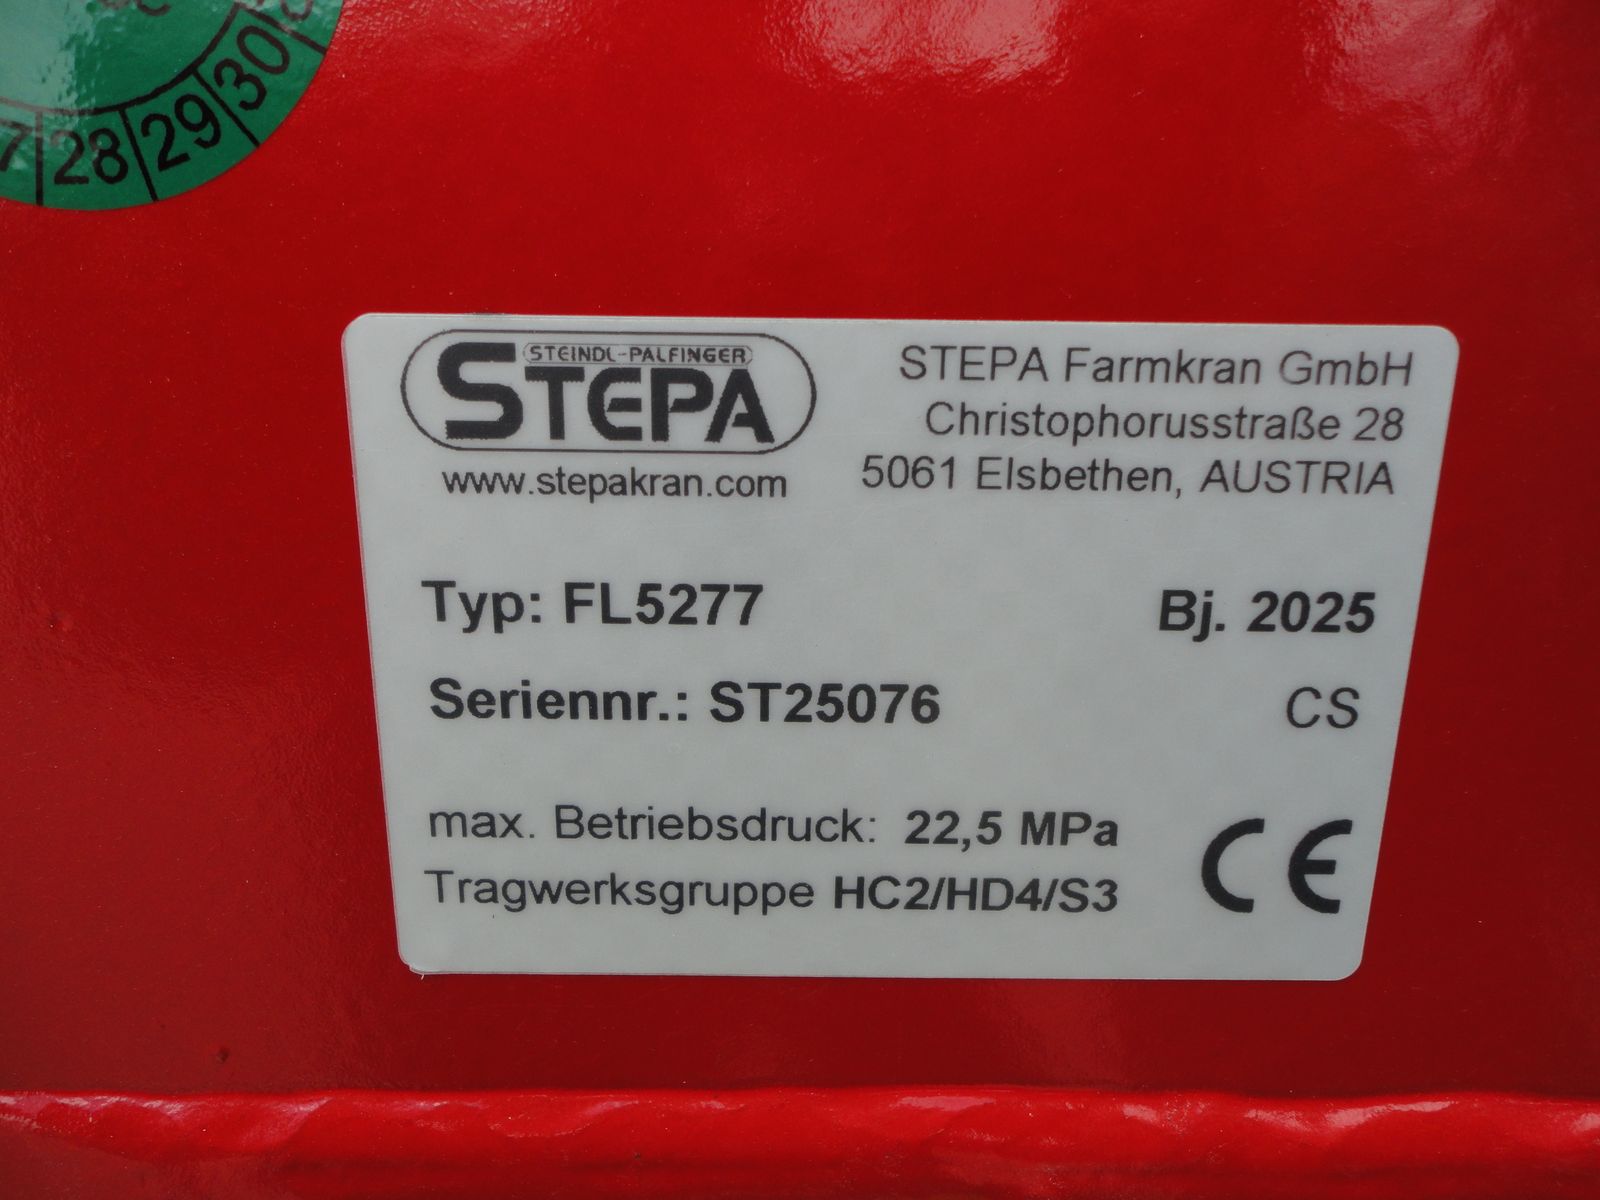 28 29 30
STEINDL-PALFINGER
STEPA
www.stepakran.com
STEPA Farmkran GmbH
Christophorusstraße 28
5061 Elsbethen, AUSTRIA
Typ: FL5277
Bj. 2025
Seriennr.: ST25076
CS
max. Betriebsdruck: 22,5 MPa
Tragwerksgruppe HC2/HD4/S3
CE